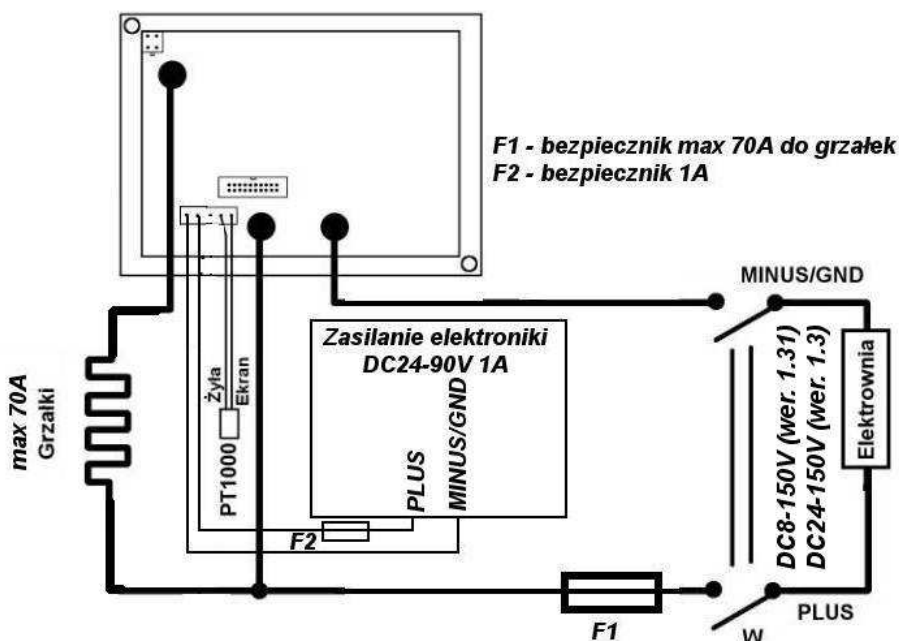 F1 - bezpiecznik max 70A do grzałek
F2 - bezpiecznik 1A
MINUS/GND
Zasilanie elektroniki
DC24-90V 1A
Żyła
Ekran
PT1000
PLUS
MINUS/GND
max 70A
Grzałki
DC8-150V (wer. 1.31)
DC24-150V (wer. 1.3)
Elektrownia
F2
F1
PLUS
W